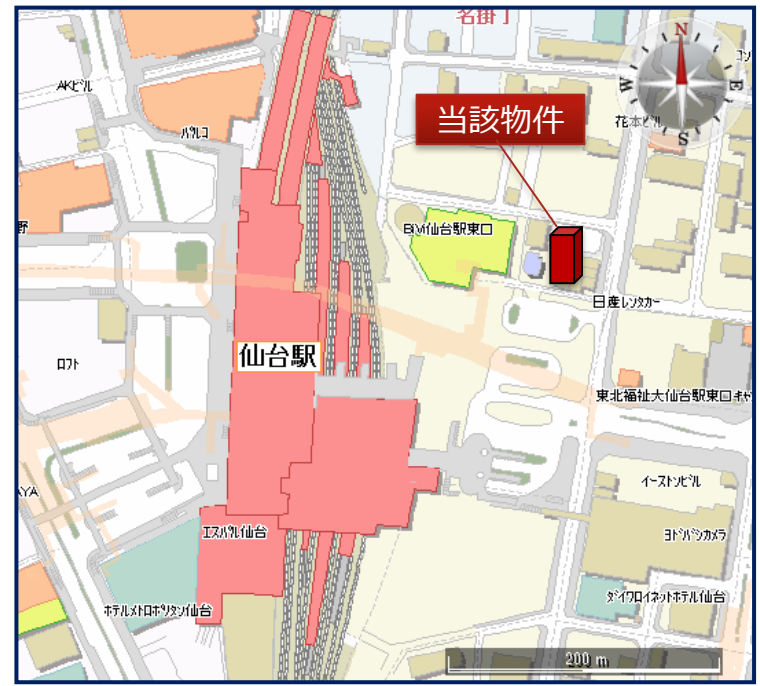 名掛丁
N
W
E
S
AKビル
パルコ
当該物件
花本ビル
BiVi仙台駅東口
日産レンタカー
仙台駅
ロフト
東北福祉大仙台駅東口キャ
イーストンビル
ヨドバシカメラ
エスパル仙台
ダイワロイネットホテル仙台
ホテルメトロポリタン仙台
200 m